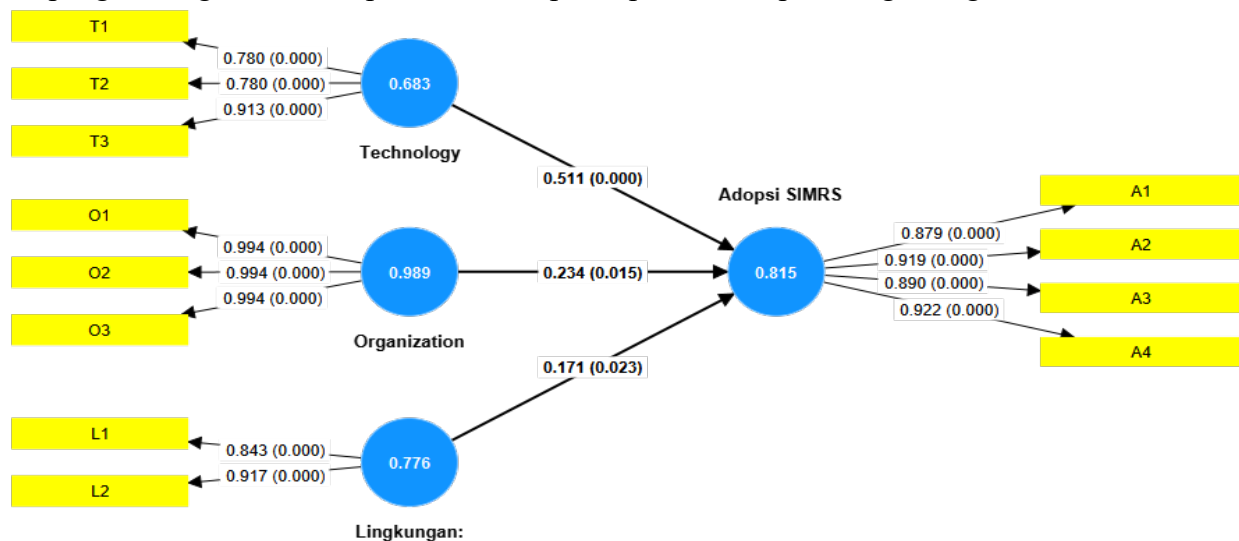 T1
T2
T3
0.780 (0.000)
0.780 (0.000)
0.913 (0.000)
0.683
Technology
0.511 (0.000)
O1
O2
O3
0.994 (0.000)
0.994 (0.000)
0.994 (0.000)
0.989
Organization
0.234 (0.015)
L1
L2
0.843 (0.000)
0.917 (0.000)
0.776
Lingkungan:
0.171 (0.023)
Adopsi SIMRS
0.815
0.879 (0.000)
0.919 (0.000)
0.890 (0.000)
0.922 (0.000)
A1
A2
A3
A4